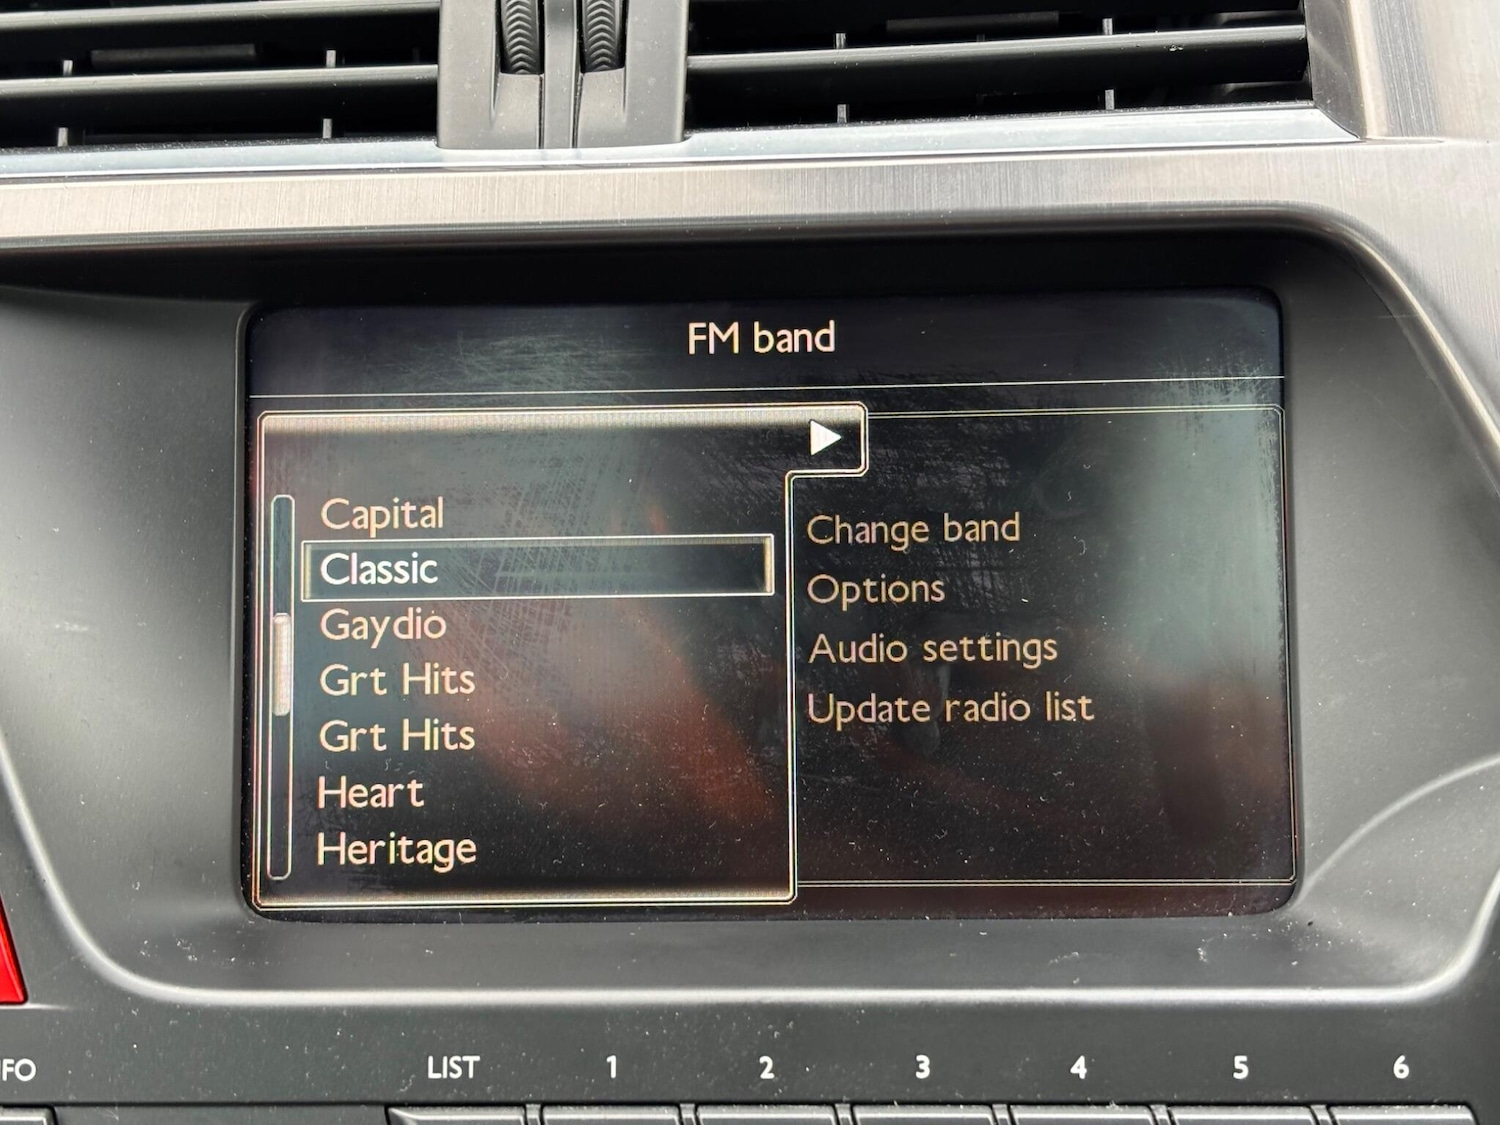 FM band
Capital
Classic
Gaydio
Grt Hits
Grt Hits
Heart
Heritage
Change band
Options
Audio settings
Update radio list
FO
LIST
1
2
3
4
5
6